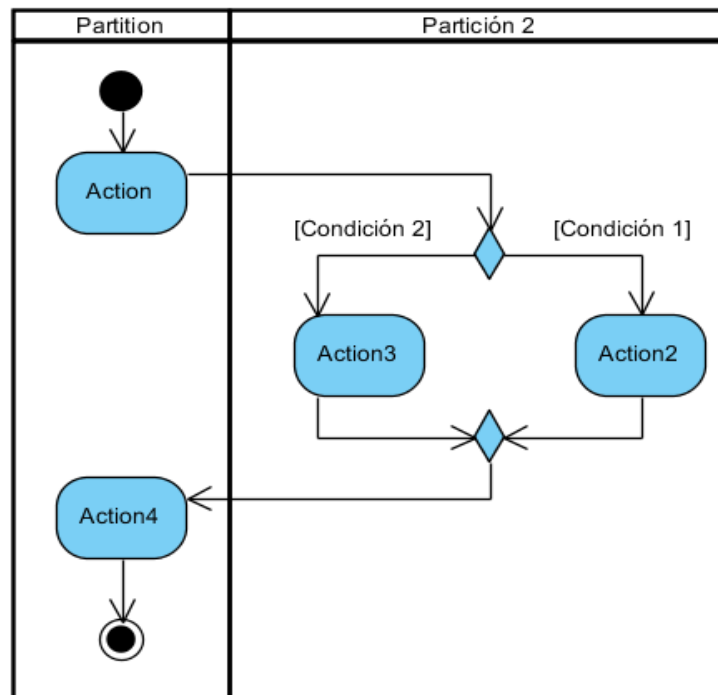 Partition
Partición 2
Action
[Condición 2]
[Condición 1]
Action3
Action2
Action4